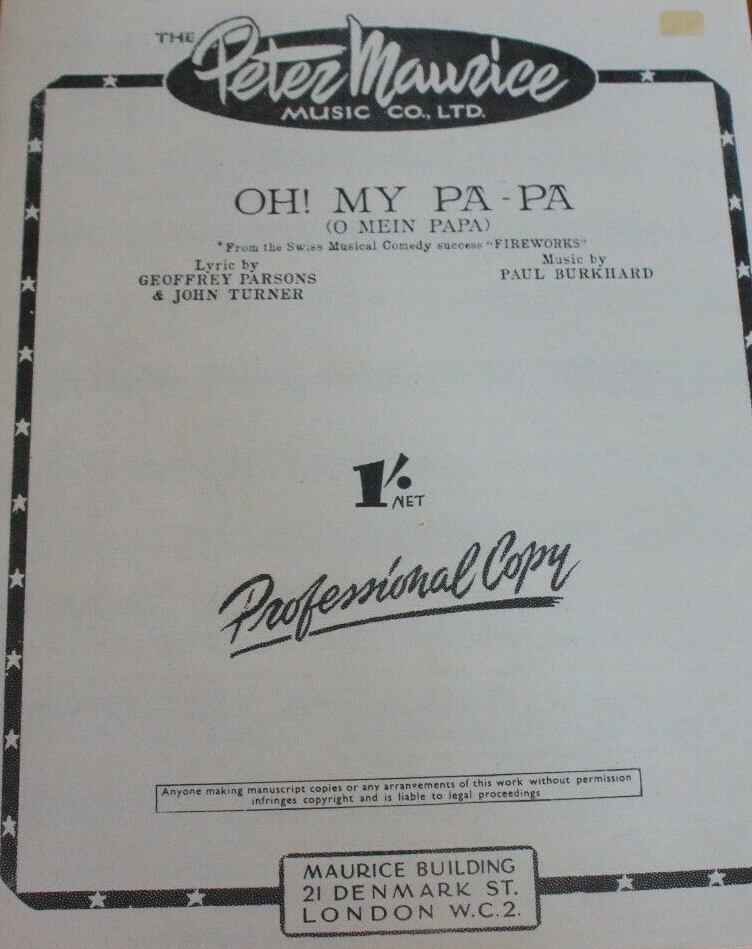 THE Peter Maurice
MUSIC CO., LTD.
OH! MY PA-PA
(O MEIN PAPA)
*From the Swiss Musical Comedy success "FIREWORKS"
Lyric by
GEOFFREY PARSONS
& JOHN TURNER
Music by
PAUL BURKHARD
1/.
NET
Professional Copy
Anyone making manuscript copies or any arrangements of this work without permission
infringes copyright and is liable to legal proceedings
MAURICE BUILDING
21 DENMARK ST.
LONDON W.C.2.